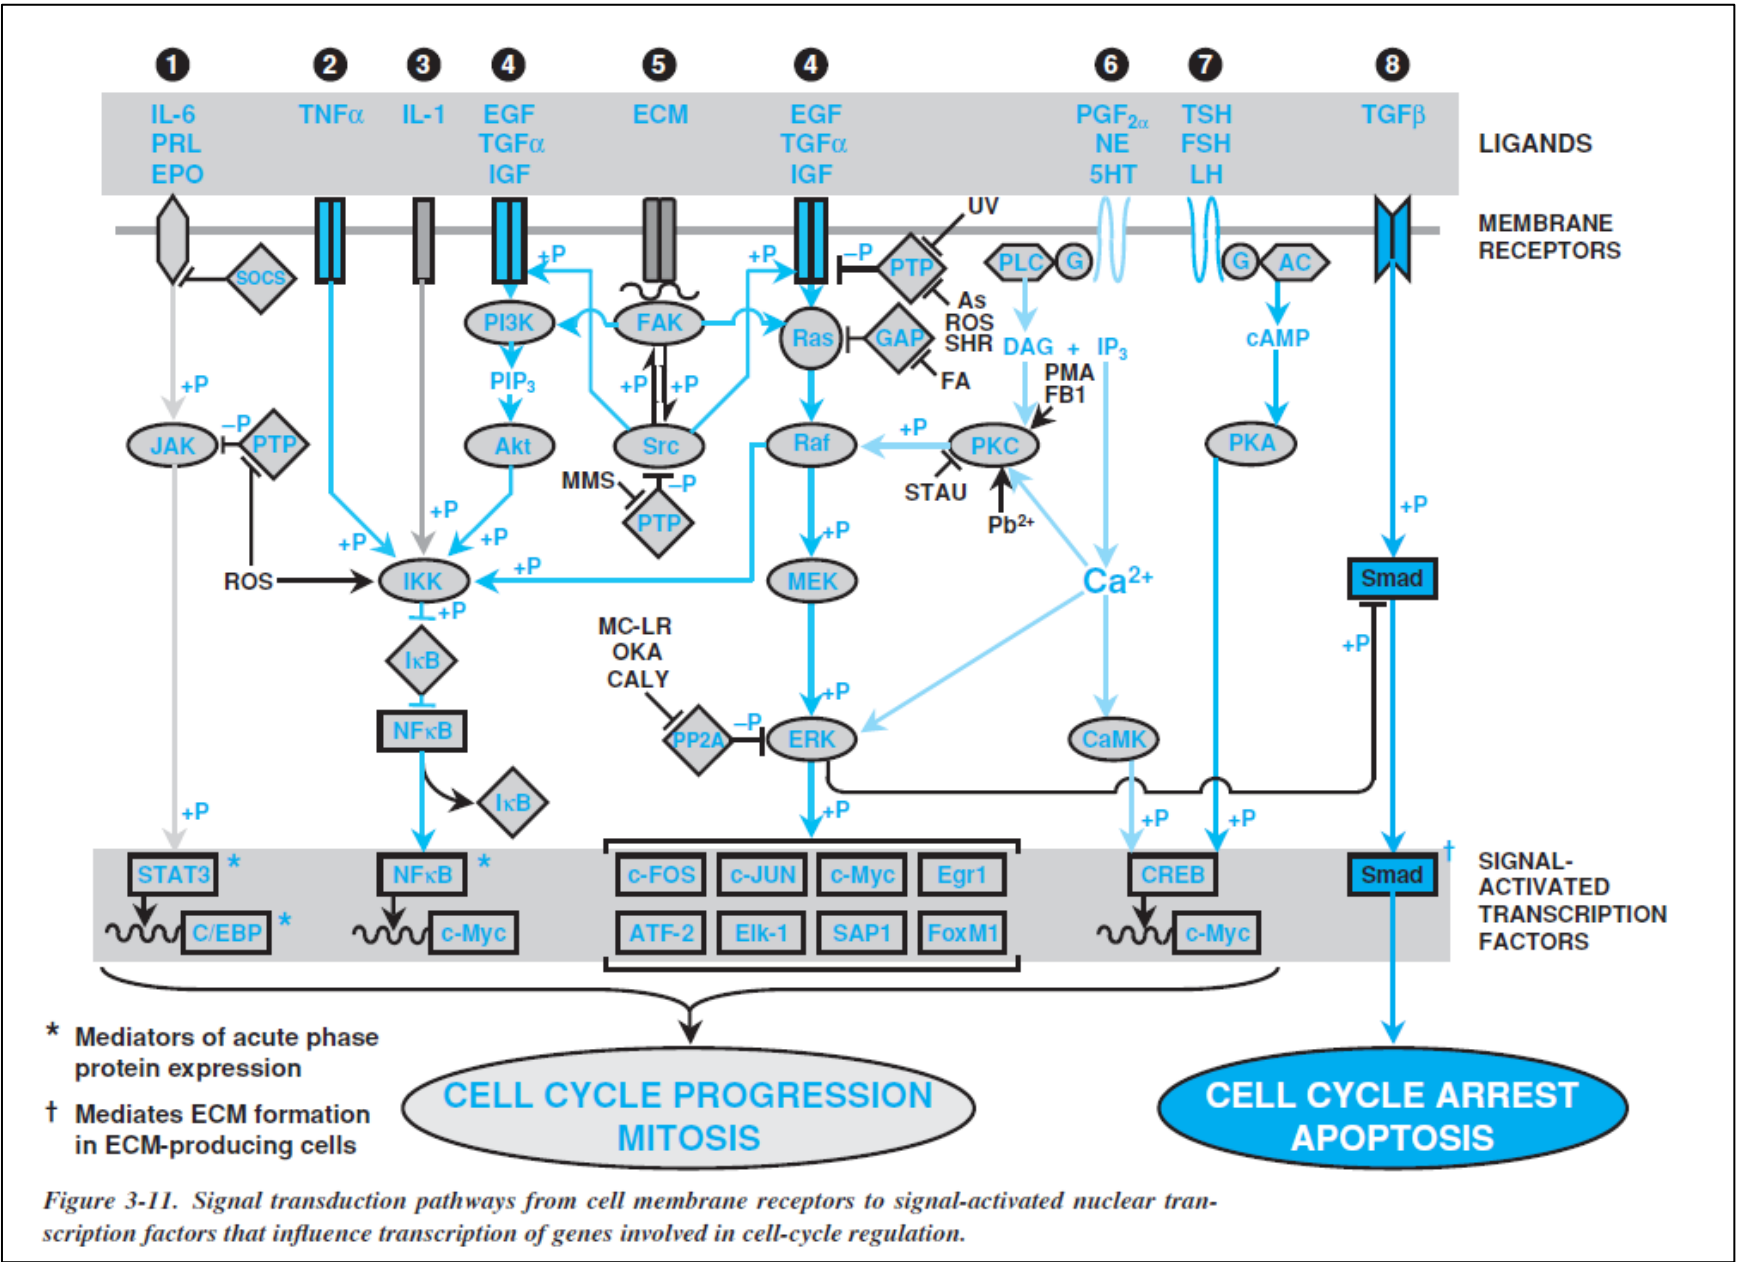 1 2 3 4 5 4 6 7 8
IL-6 TNFα IL-1 EGF ECM EGF PGF2α TSH TGFβ
PRL TGFα TGFα NE FSH
EPO IGF IGF 5HT LH
LIGANDS
MEMBRANE
RECEPTORS
UV
SOCS
+P
+P
–P
PTP
PLC
G
G
AC
As
ROS
SHR
PI3K
FAK
Ras
GAP
FA
DAG + IP3
cAMP
PMA
FB1
+P
PIP3
+P
+P
–P
JAK
PTP
Akt
Src
Raf
+P
PKC
PKA
MMS
–P
PTP
STAU
Pb2+
+P
+P
+P
+P
+P
ROS
IKK
+P
MEK
Ca2+
Smad
+P
IκB
MC-LR
OKA
CALY
+P
+P
NFκB
PP2A
–P
ERK
CaMK
IκB
+P
+P
+P
+P
STAT3 *
NFκB *
c-FOS c-JUN c-Myc Egr1
CREB
Smad †
C/EBP *
c-Myc
ATF-2 Elk-1 SAP1 FoxM1
c-Myc
SIGNAL-
ACTIVATED
TRANSCRIPTION
FACTORS
* Mediators of acute phase
protein expression
† Mediates ECM formation
in ECM-producing cells
CELL CYCLE PROGRESSION
MITOSIS
CELL CYCLE ARREST
APOPTOSIS
Figure 3-11. Signal transduction pathways from cell membrane receptors to signal-activated nuclear tran-
scription factors that influence transcription of genes involved in cell-cycle regulation.